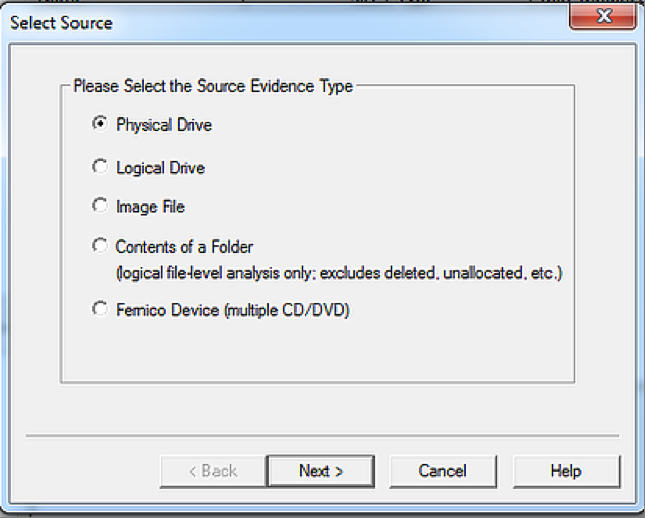 Select Source
Please Select the Source Evidence Type
Physical Drive
Logical Drive
Image File
Contents of a Folder
(logical file-level analysis only; excludes deleted, unallocated, etc.)
Fernico Device (multiple CD/DVD)
< Back
Next >
Cancel
Help